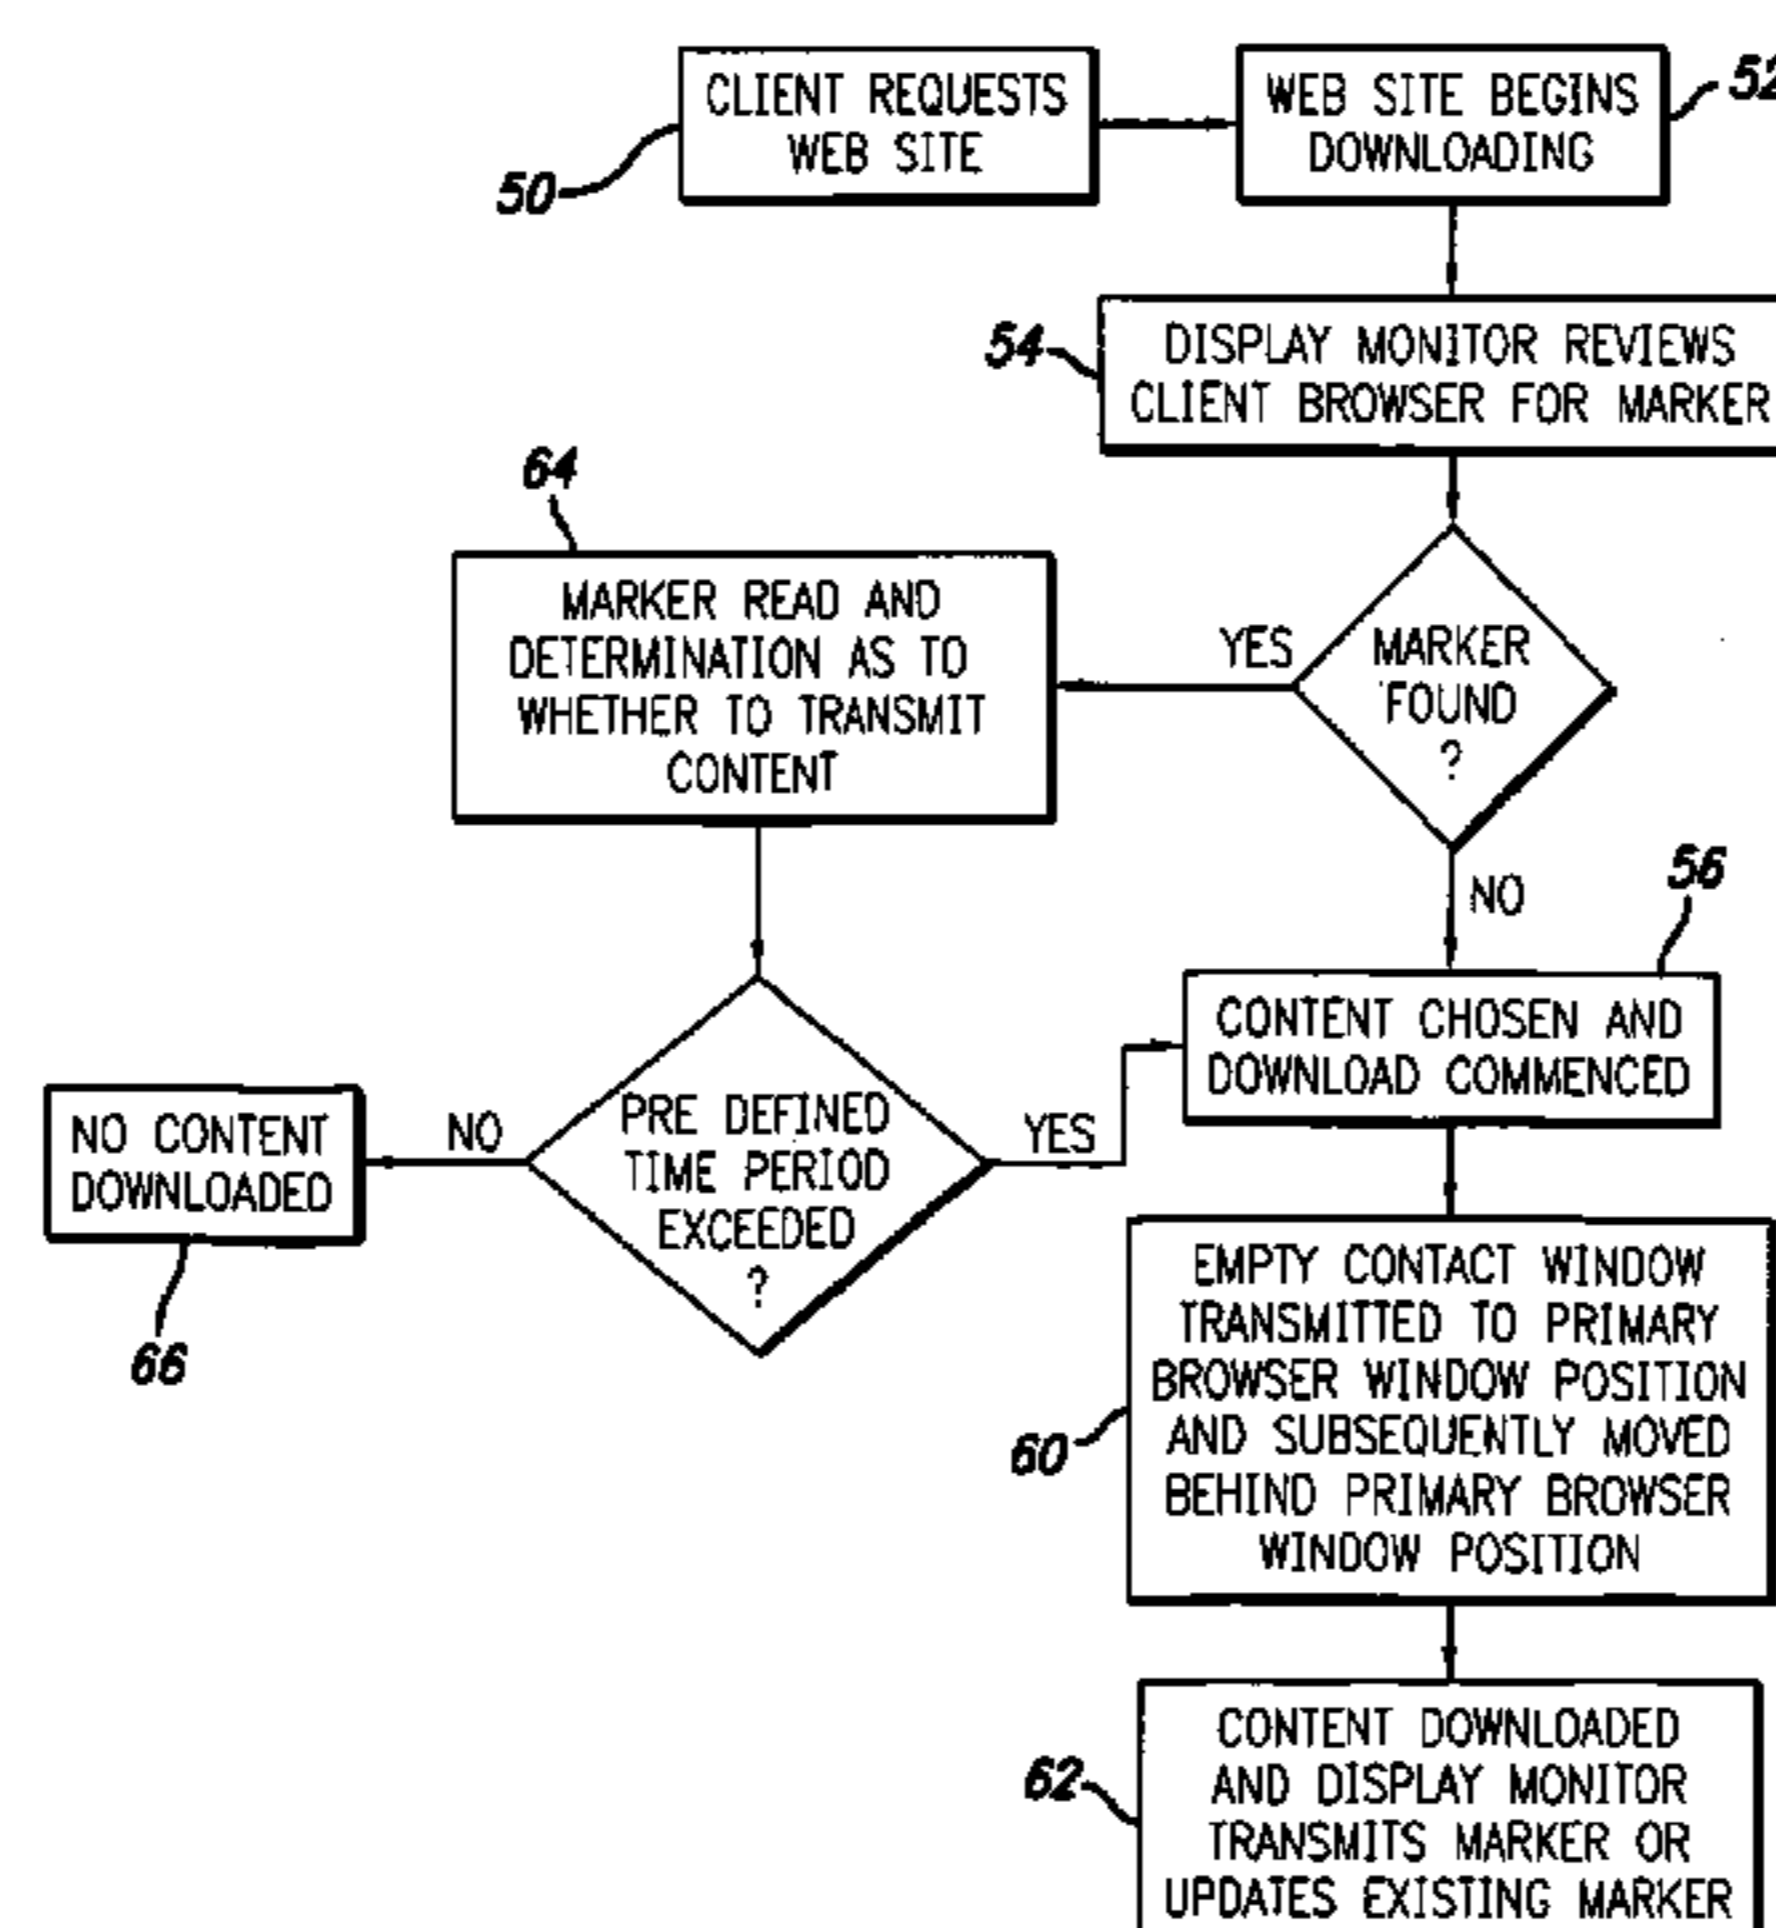 CLIENT REQUESTS
WEB SITE
50
WEB SITE BEGINS
DOWNLOADING
52
54
DISPLAY MONITOR REVIEWS
CLIENT BROWSER FOR MARKER
64
MARKER READ AND
DETERMINATION AS TO
WHETHER TO TRANSMIT
CONTENT
YES
MARKER
FOUND
?
NO
56
CONTENT CHOSEN AND
DOWNLOAD COMMENCED
NO CONTENT
DOWNLOADED
66
NO
PRE DEFINED
TIME PERIOD
EXCEEDED
?
YES
60
EMPTY CONTACT WINDOW
TRANSMITTED TO PRIMARY
BROWSER WINDOW POSITION
AND SUBSEQUENTLY MOVED
BEHIND PRIMARY BROWSER
WINDOW POSITION
62
CONTENT DOWNLOADED
AND DISPLAY MONITOR
TRANSMITS MARKER OR
UPDATES EXISTING MARKER